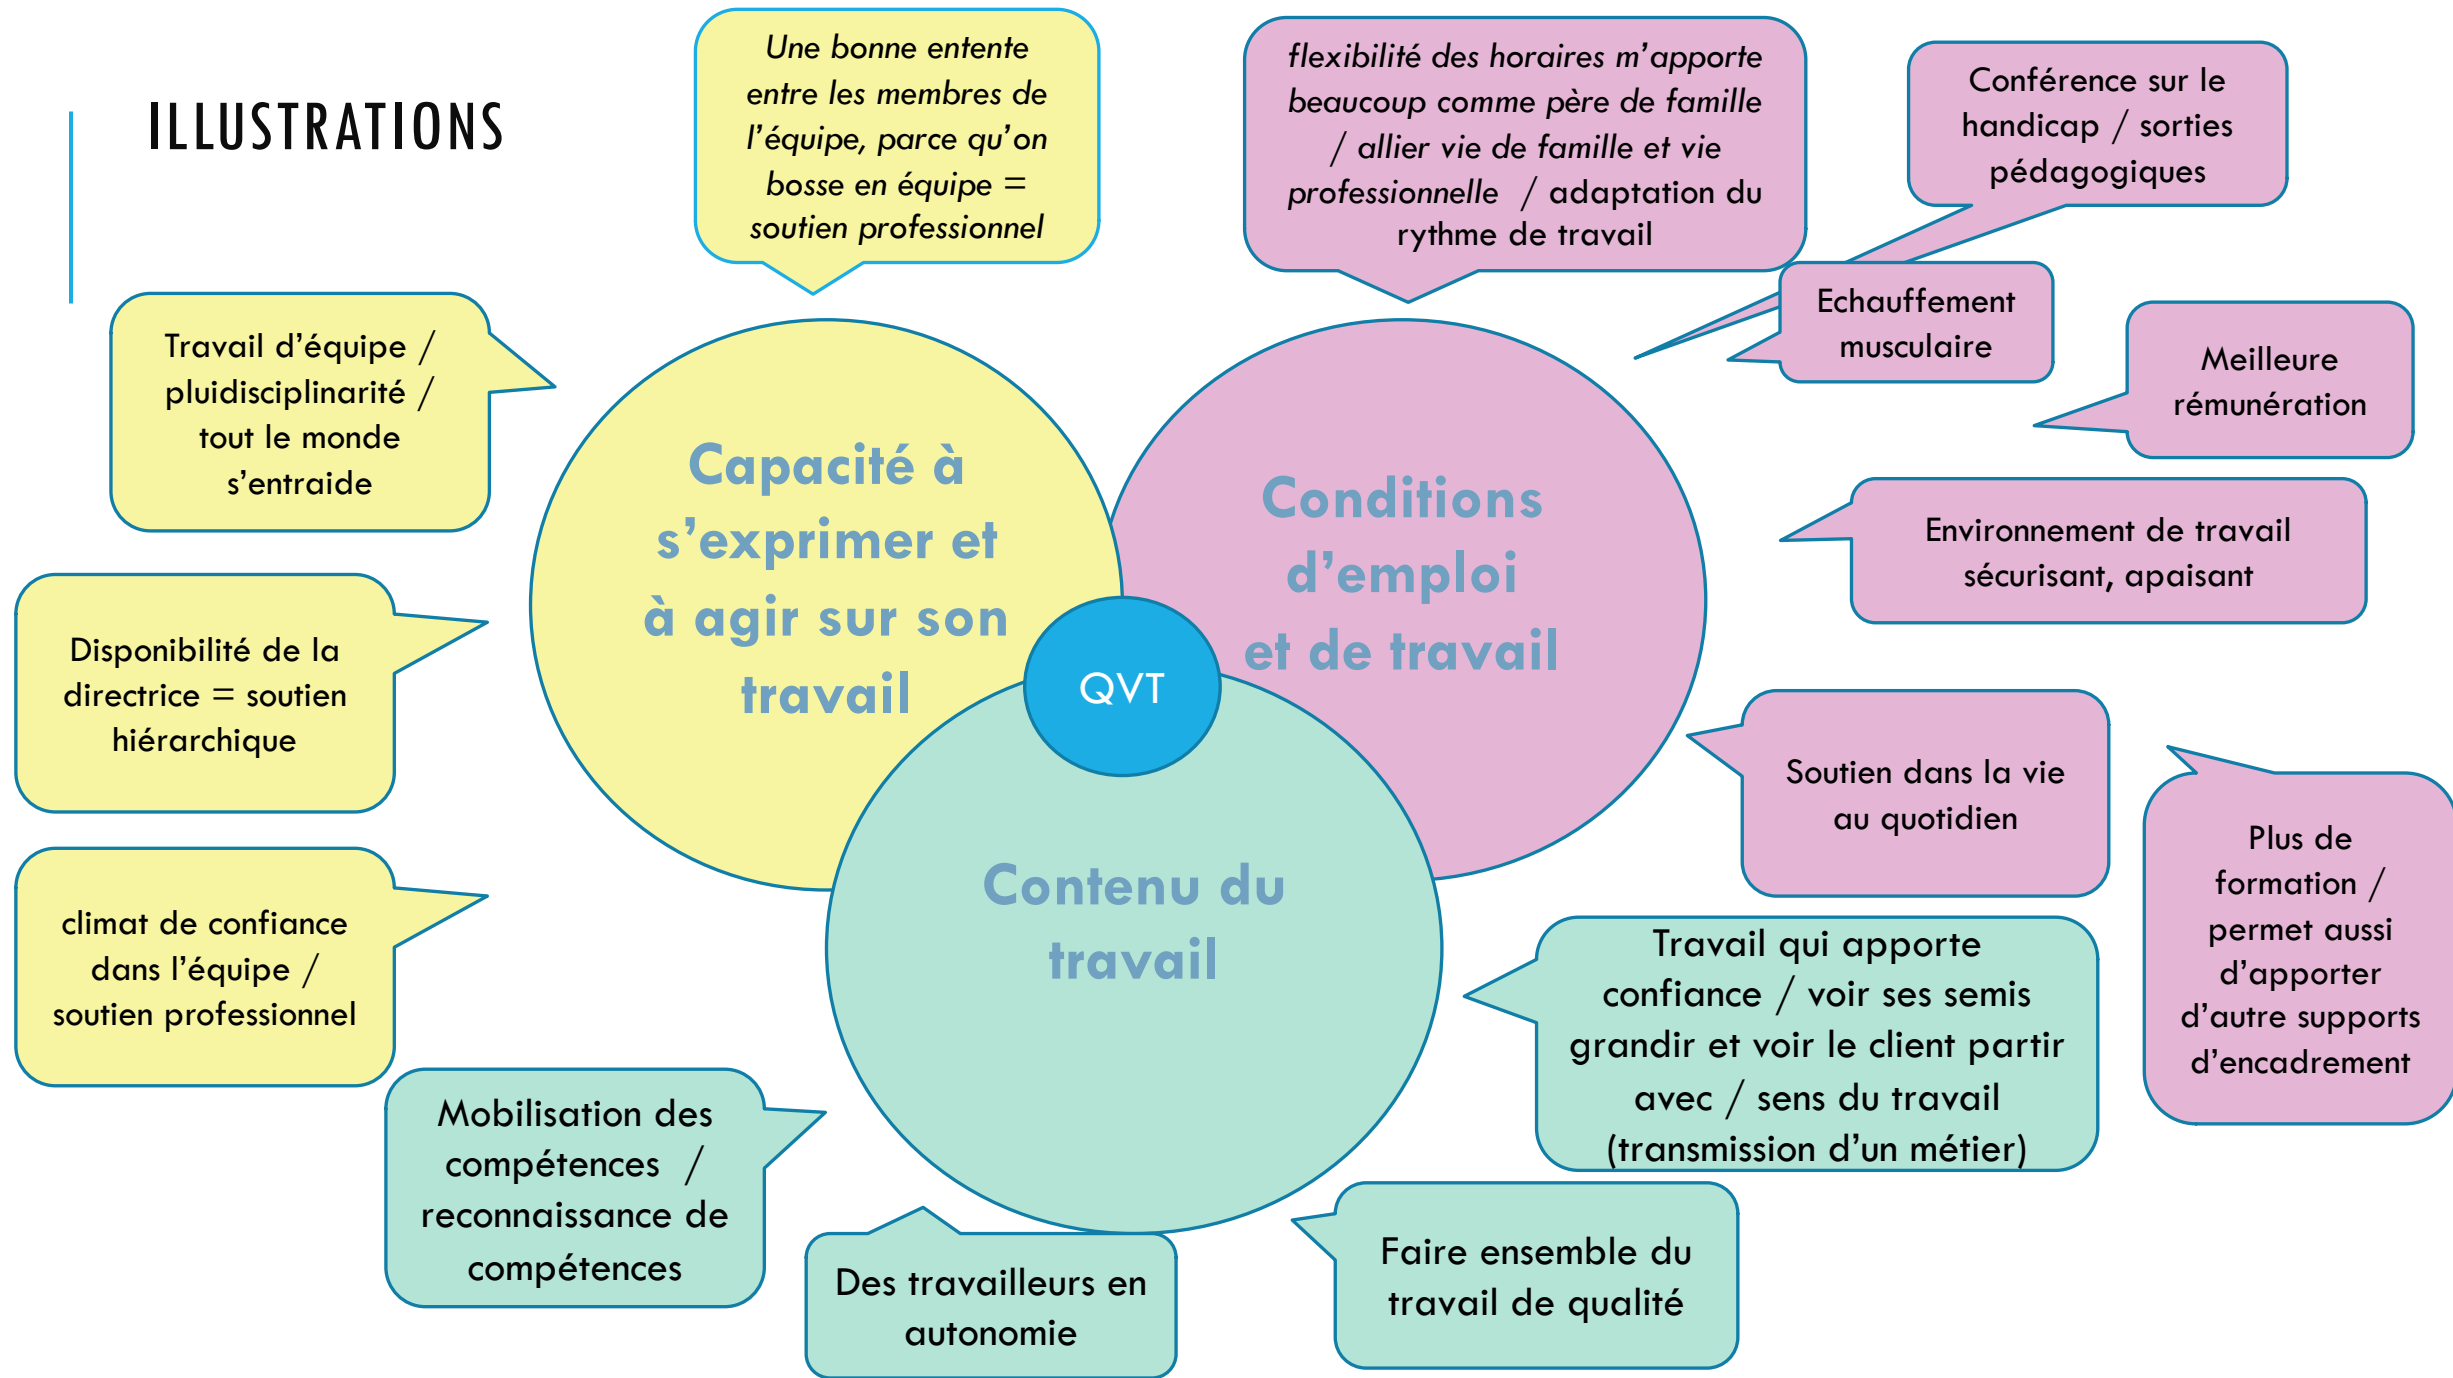 ILLUSTRATIONS
Une bonne entente
entre les membres de
l'équipe, parce qu'on
bosse en équipe =
soutien professionnel
flexibilité des horaires m'apporte
beaucoup comme père de famille
/ allier vie de famille et vie
professionnelle / adaptation du
rythme de travail
Conférence sur le
handicap / sorties
pédagogiques
Echauffement
musculaire
Meilleure
rémunération
Travail d'équipe /
pluidisciplinarité /
tout le monde
s'entraide
Capacité à
s'exprimer et
à agir sur son
travail
Conditions
d'emploi
et de travail
Environnement de travail
sécurisant, apaisant
Disponibilité de la
directrice = soutien
hiérarchique
QVT
Soutien dans la vie
au quotidien
Plus de
formation /
permet aussi
d'apporter
d'autre supports
d'encadrement
climat de confiance
dans l'équipe /
soutien professionnel
Contenu du
travail
Travail qui apporte
confiance / voir ses semis
grandir et voir le client partir
avec / sens du travail
(transmission d'un métier)
Mobilisation des
compétences /
reconnaissance de
compétences
Des travailleurs en
autonomie
Faire ensemble du
travail de qualité